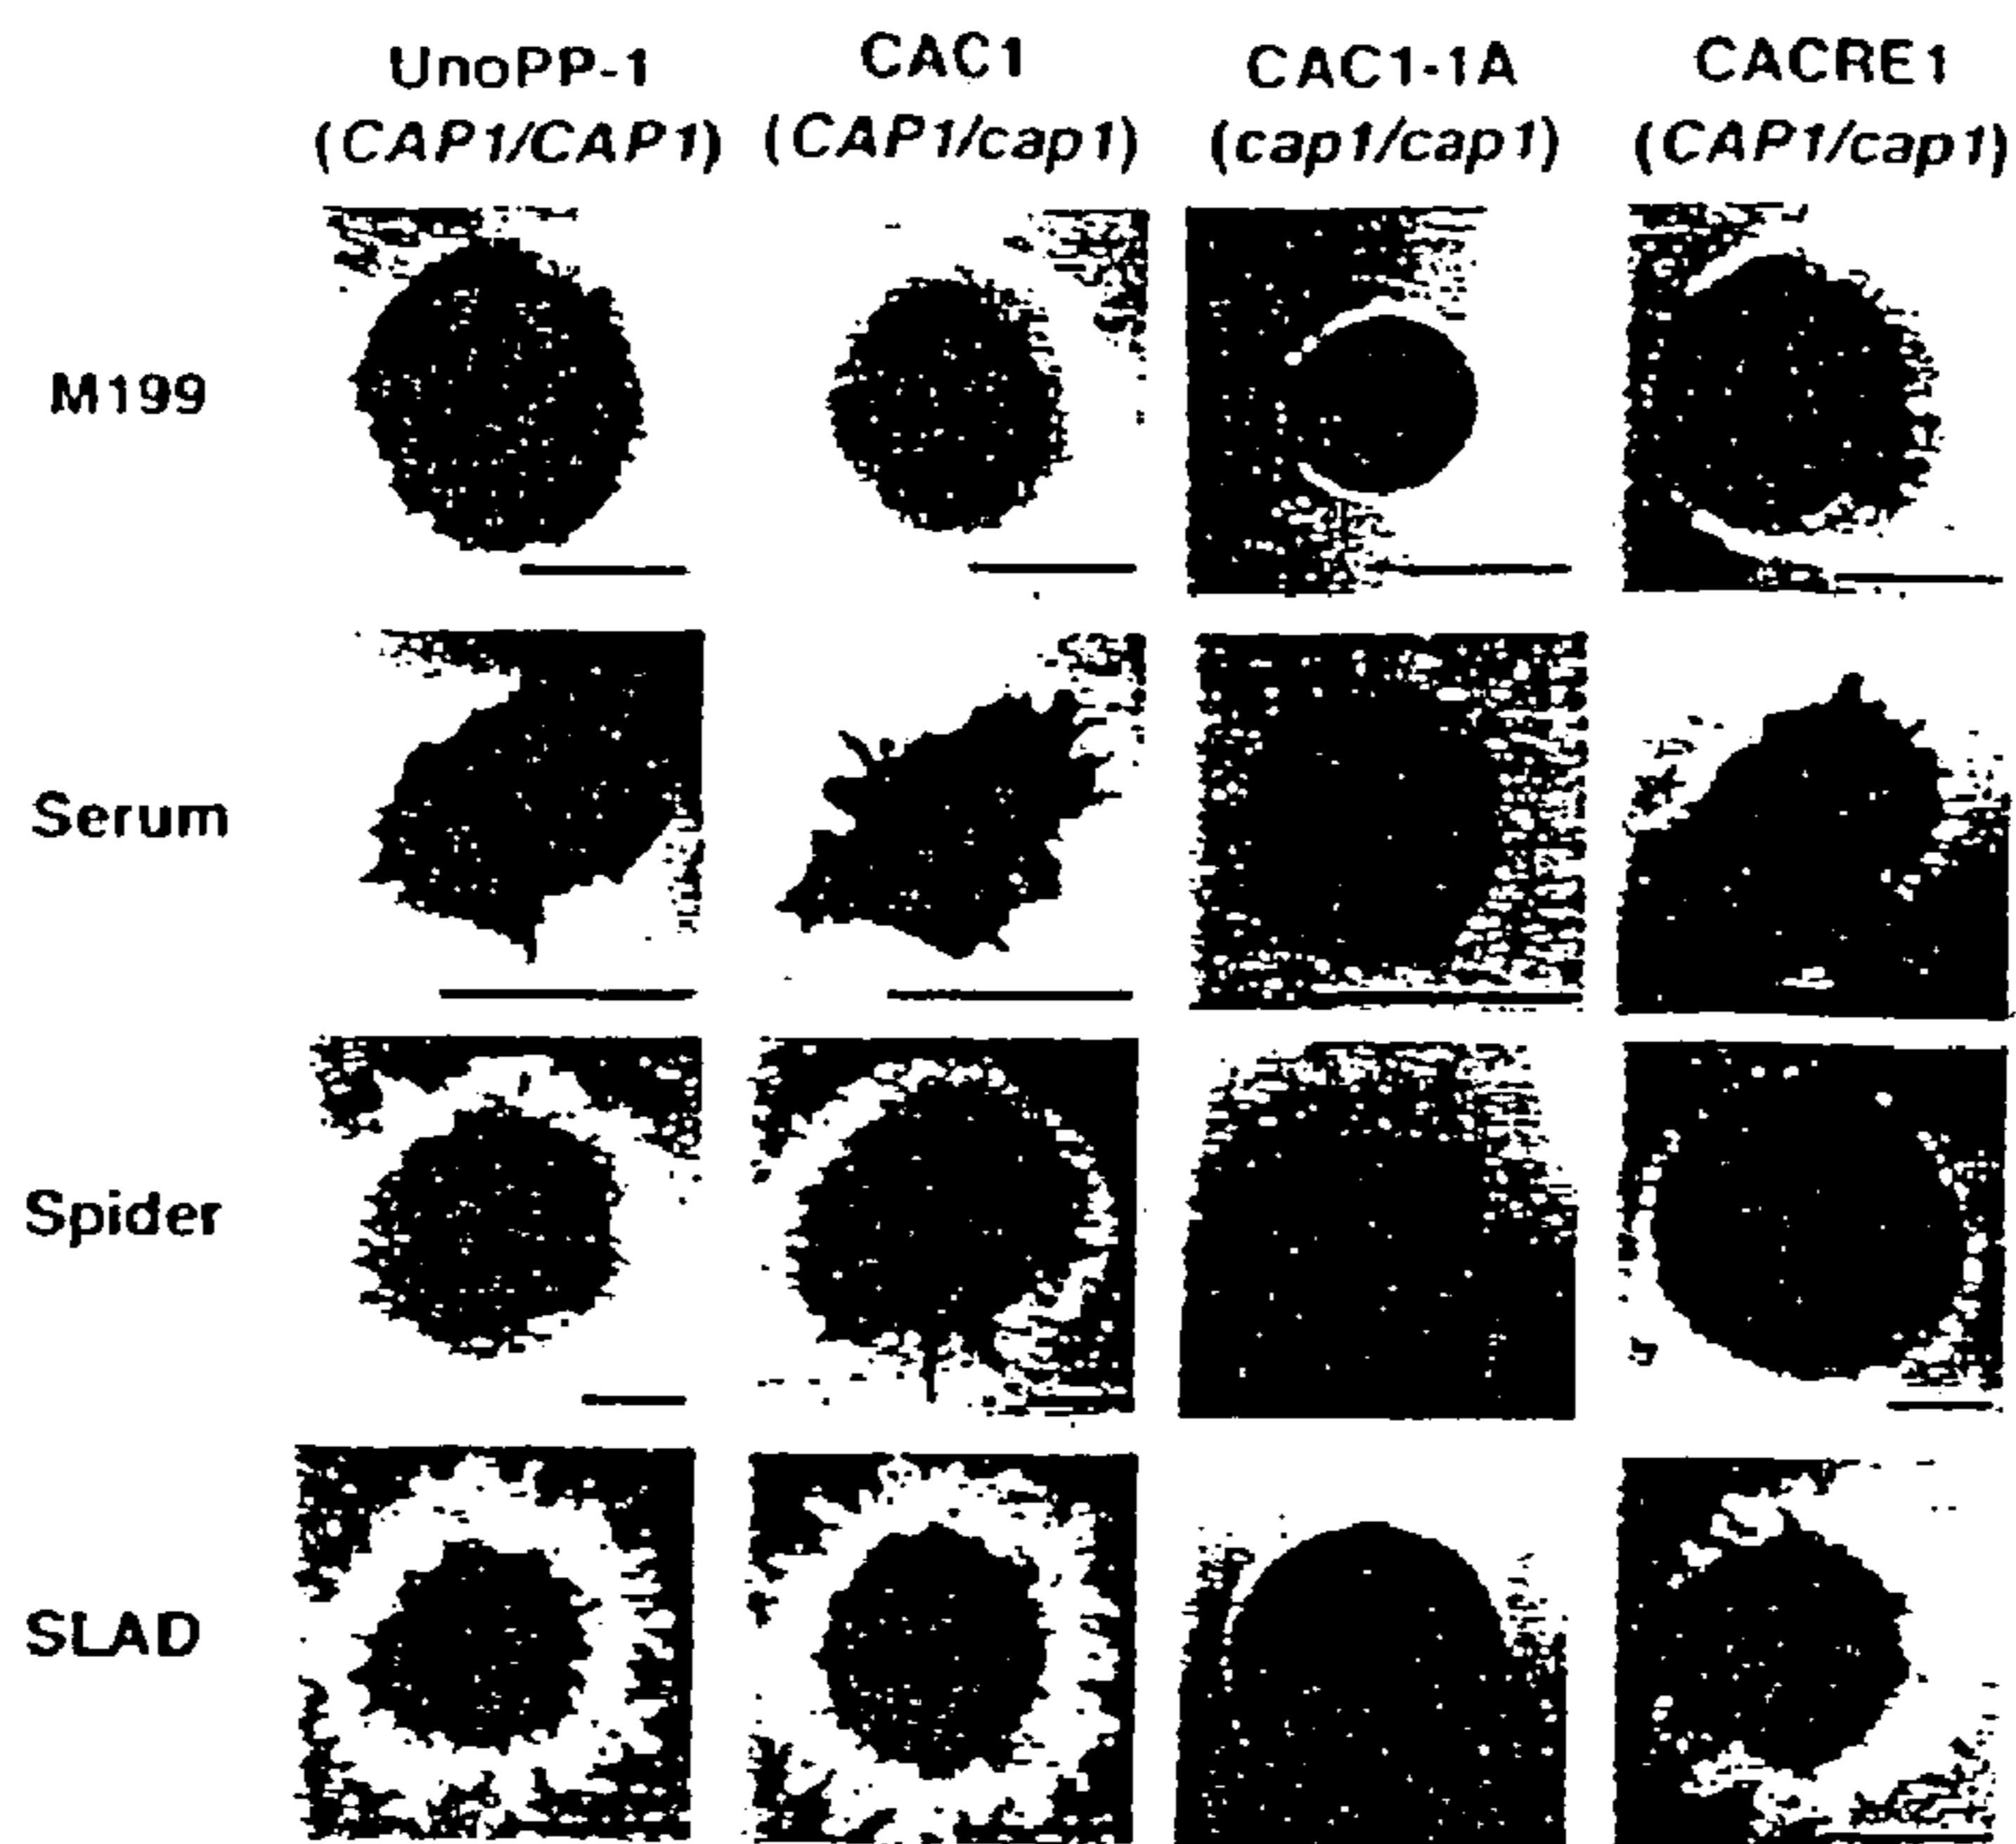 UnoPP-1 CAC1 CAC1-1A CACRE1
(CAP1/CAP1) (CAP1/cap1) (cap1/cap1) (CAP1/cap1)
M199
Serum
Spider
SLAD